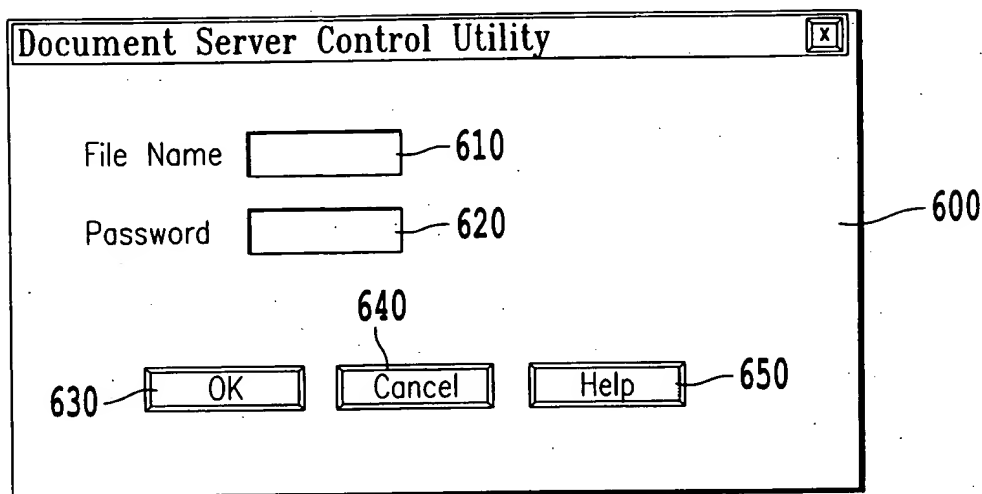 Document Server Control Utility x
File Name 610
Password 620
600
640
630 OK Cancel Help 650